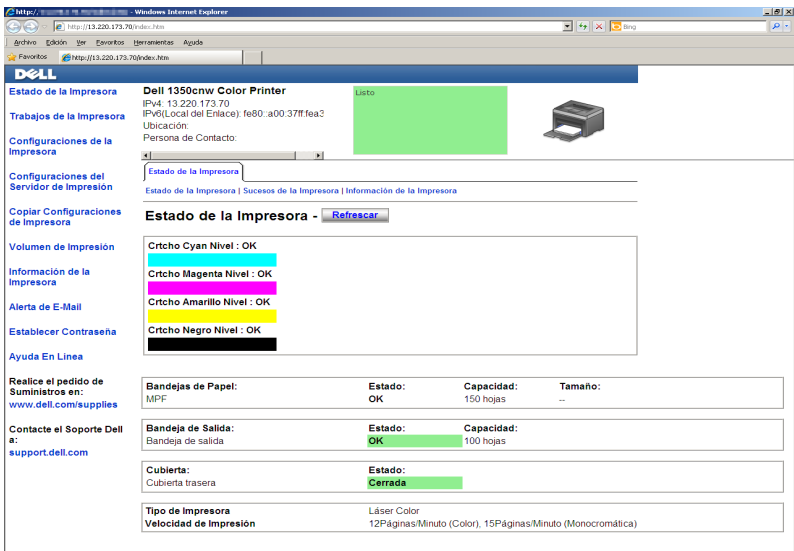 http:/, - Windows Internet Explorer
http://13.220.173.70/index.htm
Bing
Archivo Edición Ver Favoritos Herramientas Ayuda
Favoritos http://13.220.173.70/index.htm
DELL
Estado de la Impresora
Trabajos de la Impresora
Configuraciones de la
Impresora
Configuraciones del
Servidor de Impresión
Copiar Configuraciones
de Impresora
Volumen de Impresión
Información de la
Impresora
Alerta de E-Mail
Establecer Contraseña
Ayuda En Linea
Realice el pedido de
Suministros en:
www.dell.com/supplies
Contacte el Soporte Dell
a:
support.dell.com
Dell 1350cnw Color Printer
IPv4: 13.220.173.70
IPv6(Local del Enlace): fe80::a00:37ff:fea3
Ubicación:
Persona de Contacto:
Listo
Estado de la Impresora
Estado de la Impresora | Sucesos de la Impresora | Información de la Impresora
Estado de la Impresora - Refrescar
Crtcho Cyan Nivel : OK
Crtcho Magenta Nivel : OK
Crtcho Amarillo Nivel : OK
Crtcho Negro Nivel : OK
Bandejas de Papel: Estado: Capacidad: Tamaño:
MPF OK 150 hojas --
Bandeja de Salida: Estado: Capacidad:
Bandeja de salida OK 100 hojas
Cubierta: Estado:
Cubierta trasera Cerrada
Tipo de Impresora Láser Color
Velocidad de Impresión 12Páginas/Minuto (Color), 15Páginas/Minuto (Monocromática)